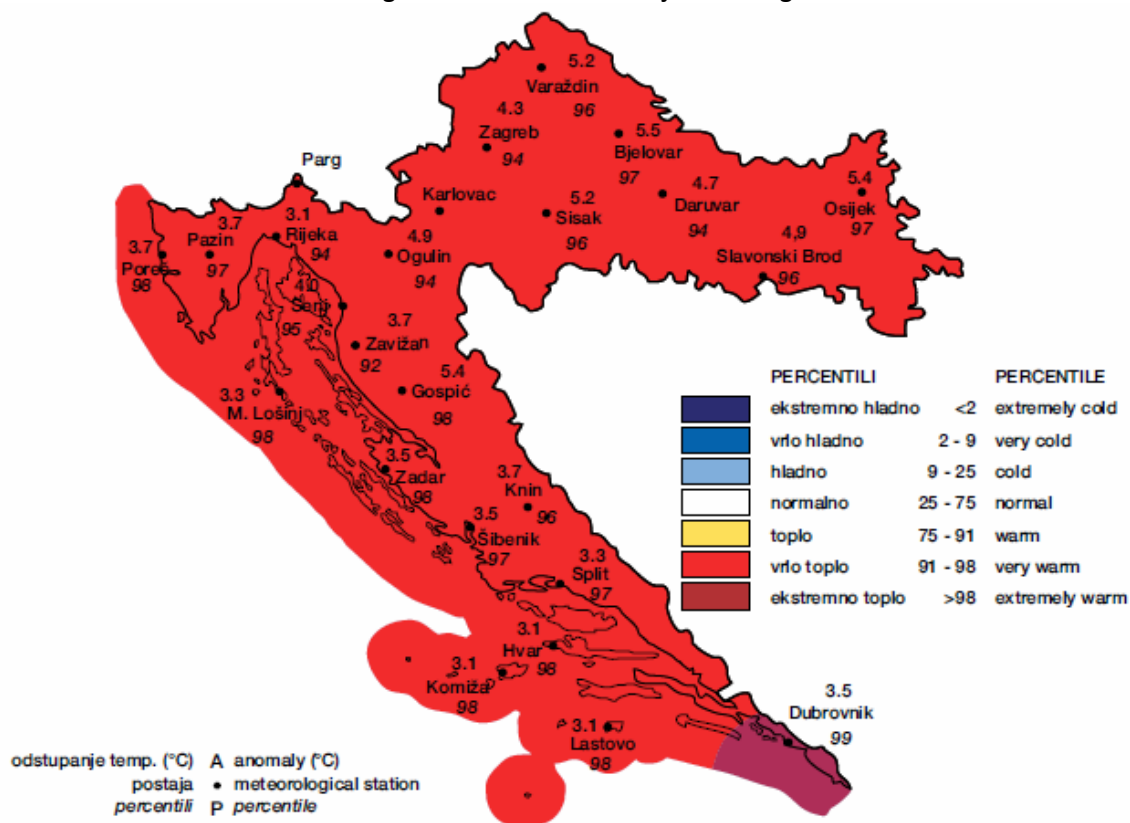 5.2
Varaždin
96
4.3
Zagreb
94
5.5
Bjelovar
97
Parg
Karlovac
5.2
Sisak
96
4.7
Daruvar
94
5.4
Osijek
97
4,9
Slavonski Brod
96
3.7
Poreč
98
3.7
Pazin
97
3.1
Rijeka
94
4.9
Ogulin
94
4.0
Senj
95
3.7
Zavižan
92
5.4
Gospić
98
3.3
M. Lošinj
98
3.5
Zadar
98
3.7
Knin
96
3.5
Šibenik
97
3.3
Split
97
3.1
Hvar
98
3.1
Komiža
98
3.1
Lastovo
98
3.5
Dubrovnik
99
PERCENTILI PERCENTILE
ekstremno hladno <2 extremely cold
vrlo hladno 2 - 9 very cold
hladno 9 - 25 cold
normalno 25 - 75 normal
toplo 75 - 91 warm
vrlo toplo 91 - 98 very warm
ekstremno toplo >98 extremely warm
odstupanje temp. (°C) A anomaly (°C)
postaja • meteorological station
percentili P percentile